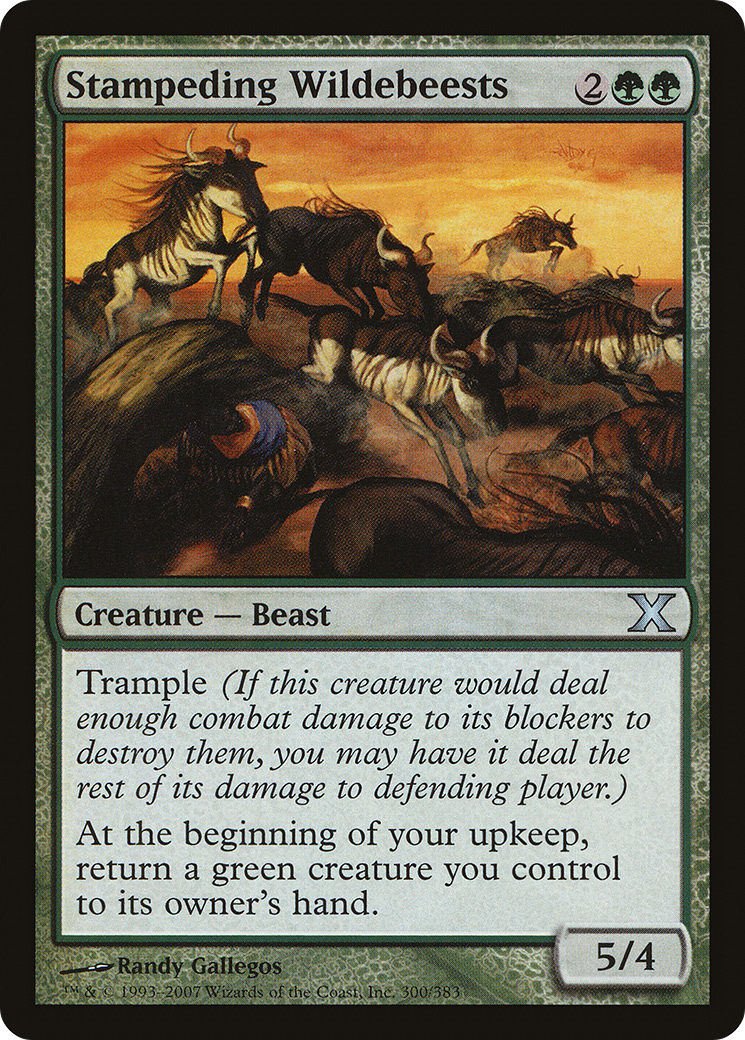 Stampeding Wildebeests 2
Creature — Beast X
Trample (If this creature would deal
enough combat damage to its blockers to
destroy them, you may have it deal the
rest of its damage to defending player.)
At the beginning of your upkeep,
return a green creature you control
to its owner's hand.
5/4
Randy Gallegos
™ & © 1993–2007 Wizards of the Coast, Inc. 300/383